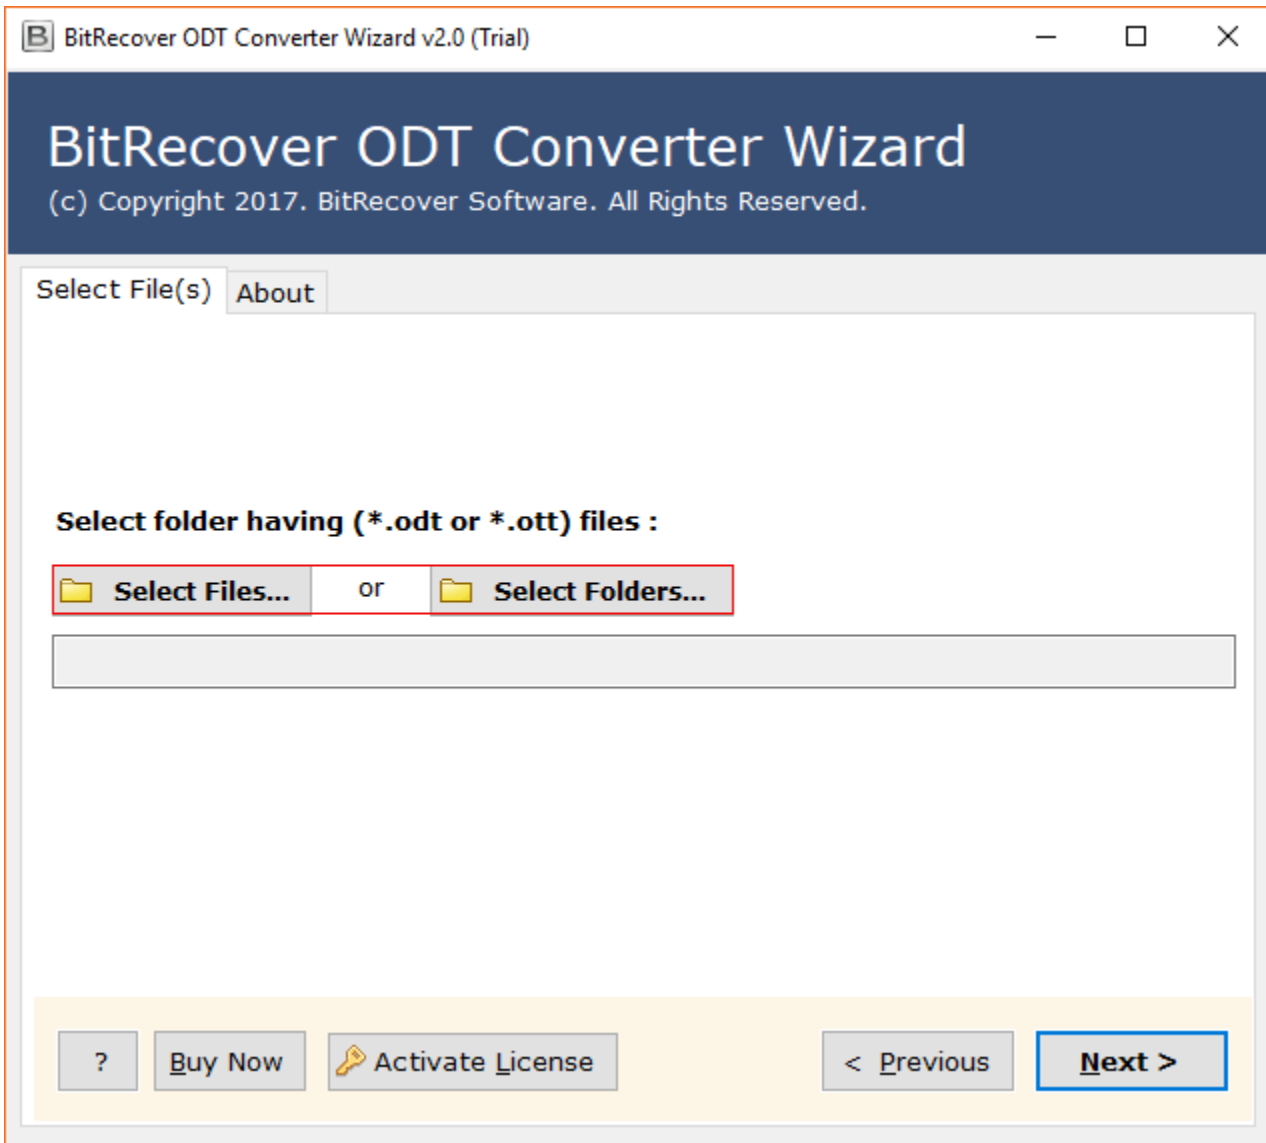 BitRecover ODT Converter Wizard v2.0 (Trial)
BitRecover ODT Converter Wizard
(c) Copyright 2017. BitRecover Software. All Rights Reserved.
Select File(s) About
Select folder having (*.odt or *.ott) files :
Select Files... or Select Folders...
? Buy Now Activate License < Previous Next >